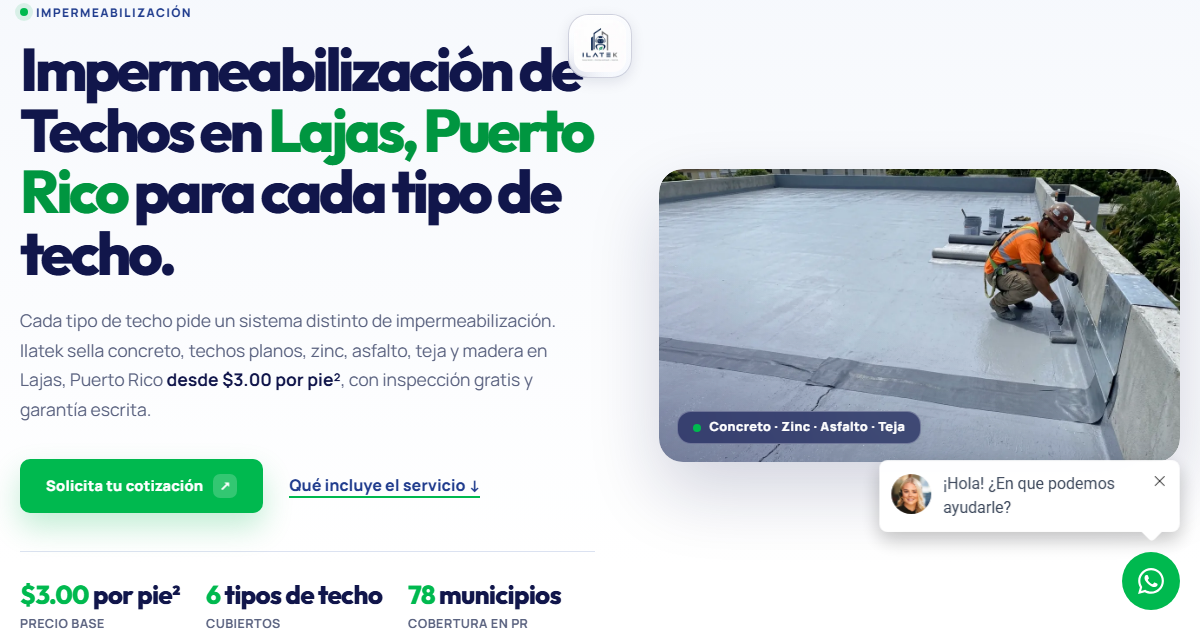 IMPERMEABILIZACIÓN
ILATEK
Impermeabilización de
Techos en Lajas, Puerto
Rico para cada tipo de
techo.
Cada tipo de techo pide un sistema distinto de impermeabilización.
Ilatek sella concreto, techos planos, zinc, asfalto, teja y madera en
Lajas, Puerto Rico desde $3.00 por pie², con inspección gratis y
garantía escrita.
Concreto · Zinc · Asfalto · Teja
Solicita tu cotización ↗
Qué incluye el servicio ↓
¡Hola! ¿En que podemos
ayudarle?
$3.00 por pie²
PRECIO BASE
6 tipos de techo
CUBIERTOS
78 municipios
COBERTURA EN PR